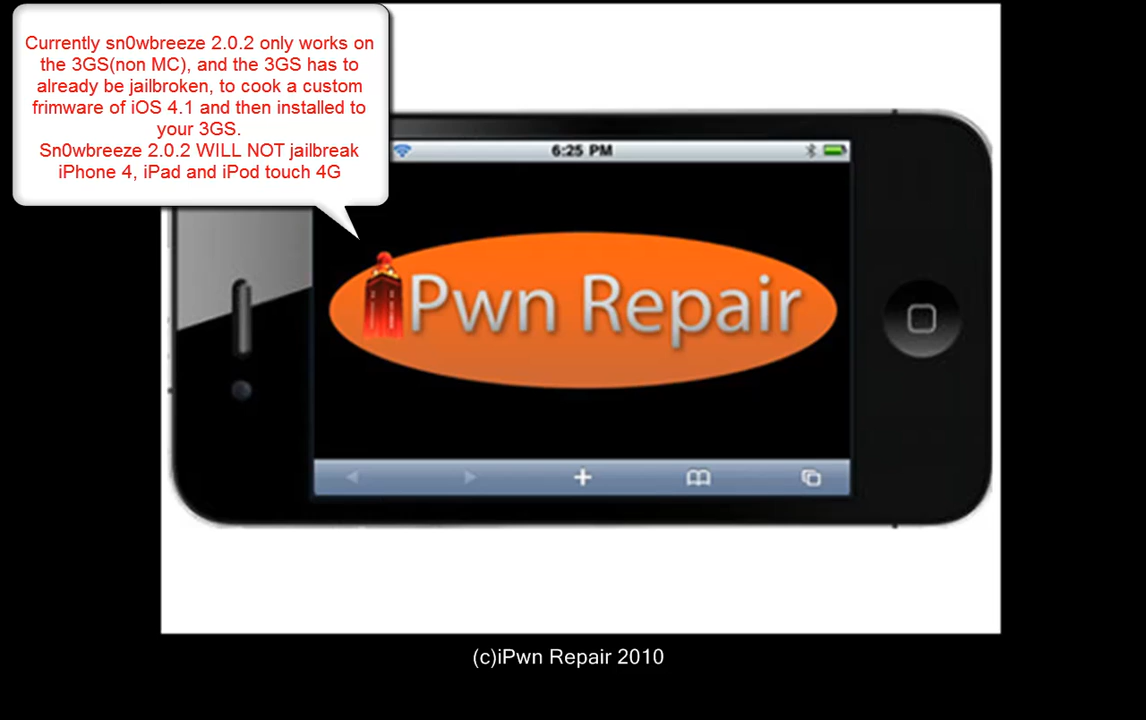 Currently sn0wbreeze 2.0.2 only works on
the 3GS(non MC), and the 3GS has to
already be jailbroken, to cook a custom
frimware of iOS 4.1 and then installed to
your 3GS.
Sn0wbreeze 2.0.2 WILL NOT jailbreak
iPhone 4, iPad and iPod touch 4G
6:25 PM
iPwn Repair
(c)iPwn Repair 2010